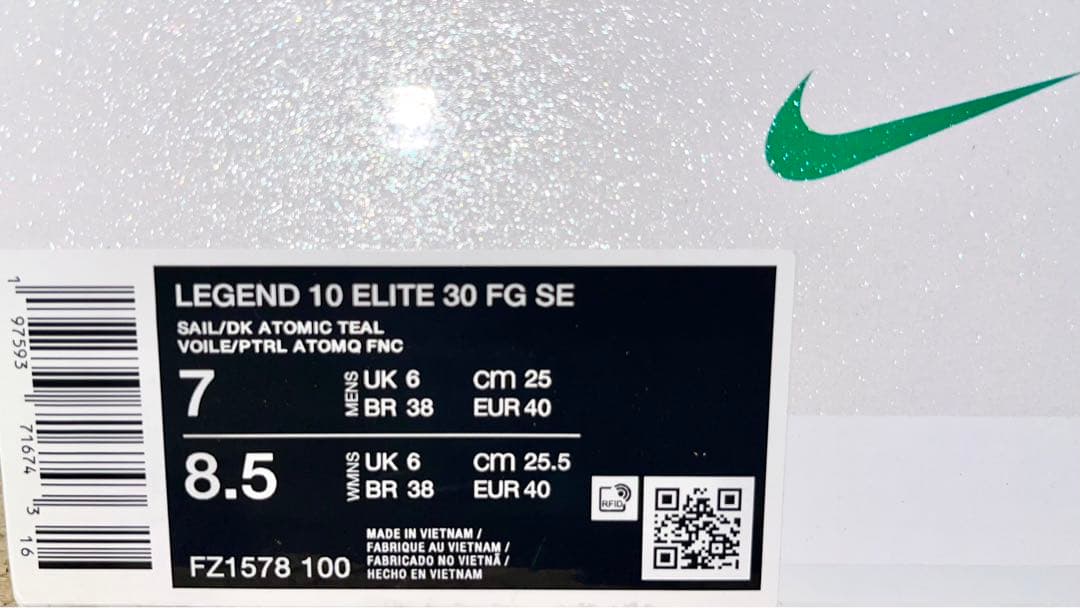 LEGEND 10 ELITE 30 FG SE
SAIL/DK ATOMIC TEAL
VOILE/PTRL ATOMQ FNC
7
MENS
UK 6 cm 25
BR 38 EUR 40
8.5
WMNS
UK 6 cm 25.5
BR 38 EUR 40
FZ1578 100
MADE IN VIETNAM /
FABRIQUE AU VIETNAM /
FABRICADO NO VIETNÃ /
HECHO EN VIETNAM
RFID
1 97593 71674 3 16